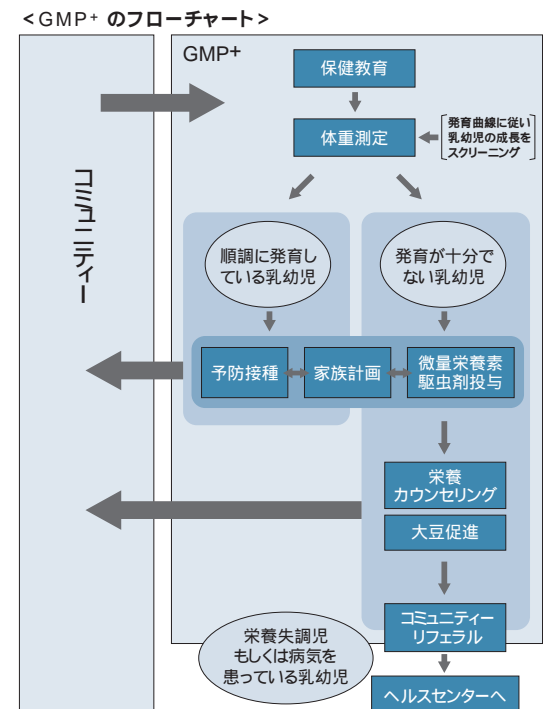 <GMP+ のフローチャート>
GMP+
コミュニティー
保健教育
体重測定
発育曲線に従い
乳幼児の成長を
スクリーニング
順調に発育し
ている乳幼児
発育が十分で
ない乳幼児
予防接種
家族計画
微量栄養素
駆虫剤投与
栄養
カウンセリング
大豆促進
コミュニティー
リフェラル
栄養失調児
もしくは病気を
患っている乳幼児
ヘルスセンターへ